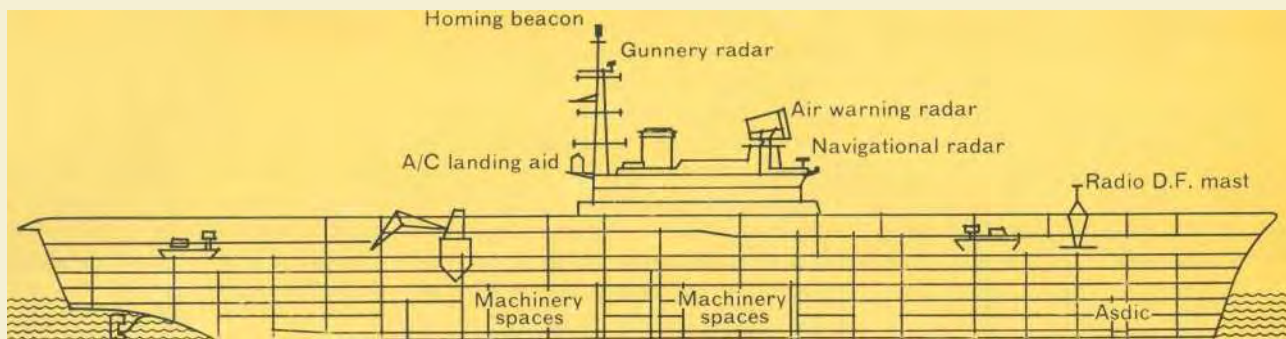 Homing beacon
Gunnery radar
Air warning radar
A/C landing aid
Navigational radar
Radio D.F. mast
Machinery
spaces
Machinery
spaces
Asdic